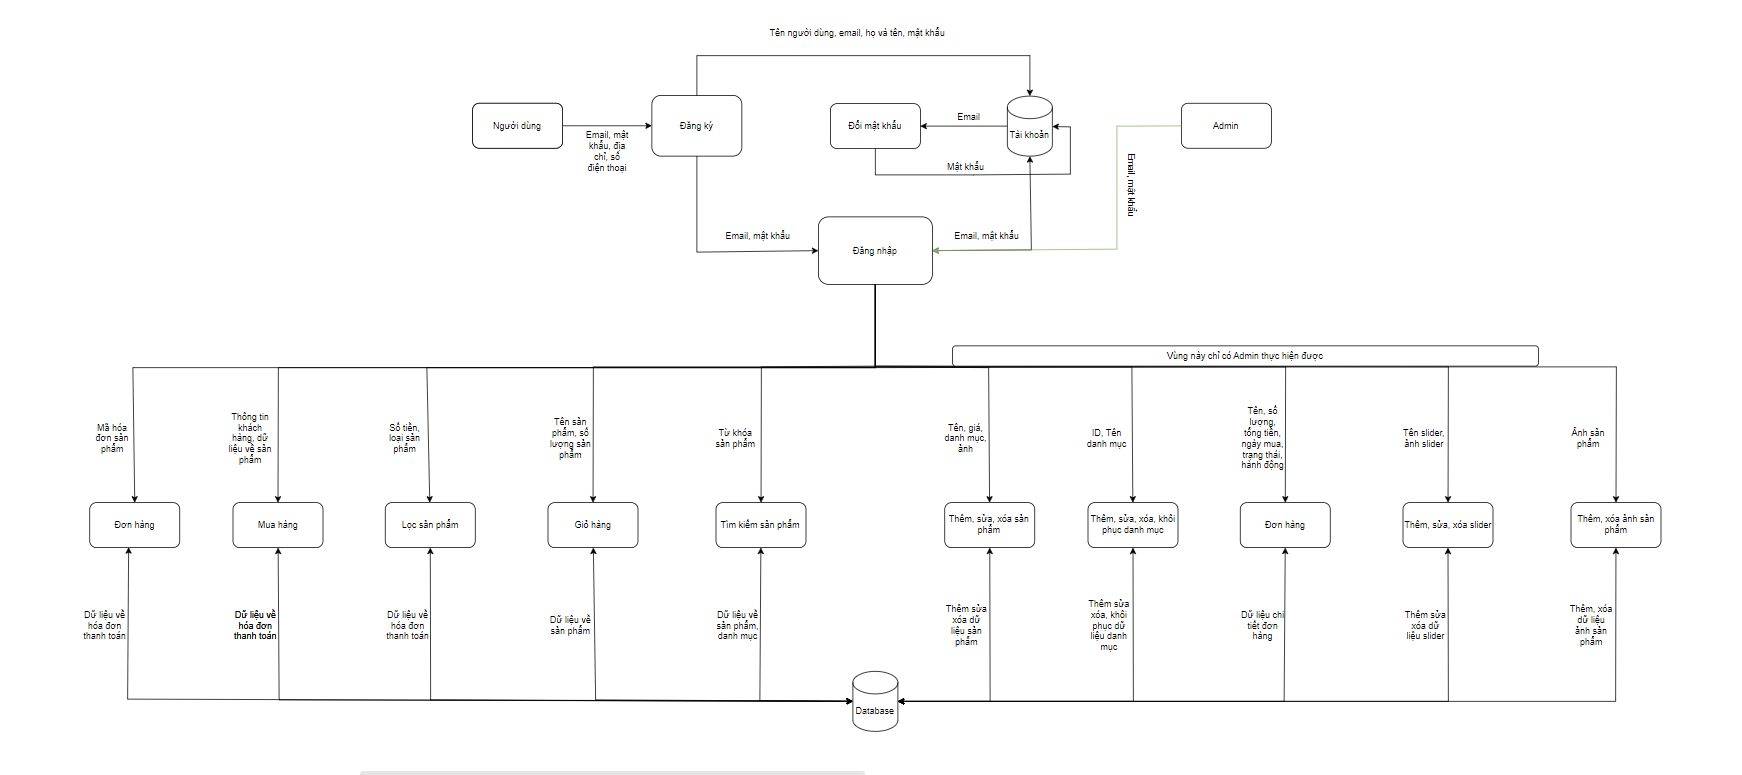 Tên người dùng, email, họ và tên, mật khẩu
Người dùng
Email, mật
khẩu, địa
chỉ, số
điện thoại
Đăng ký
Đổi mật khẩu
Email
Mật khẩu
Tài khoản
Admin
Email, mật khẩu
Email, mật khẩu
Đăng nhập
Email, mật khẩu
Vùng này chỉ có Admin thực hiện được
Mã hóa
đơn sản
phẩm
Thông tin
khách
hàng, dữ
liệu về sản
phẩm
Số tiền,
loại sản
phẩm
Tên sản
phẩm, số
lượng sản
phẩm
Từ khóa
sản phẩm
Tên, giá,
danh mục,
ảnh
ID, Tên
danh mục
Tên, số
lượng,
tổng tiền,
ngày mua,
trạng thái,
hành động
Tên slider,
ảnh slider
Ảnh sản
phẩm
Đơn hàng
Mua hàng
Lọc sản phẩm
Giỏ hàng
Tìm kiếm sản phẩm
Thêm, sửa, xóa sản
phẩm
Thêm, sửa, xóa, khôi
phục danh mục
Đơn hàng
Thêm, sửa, xóa slider
Thêm, xóa ảnh sản
phẩm
Dữ liệu về
hóa đơn
thanh toán
Dữ liệu về
hóa đơn
thanh toán
Dữ liệu về
hóa đơn
thanh toán
Dữ liệu về
sản phẩm
Dữ liệu về
sản phẩm,
danh mục
Thêm sửa
xóa dữ
liệu sản
phẩm
Thêm sửa
xóa, khôi
phục dữ
liệu danh
mục
Dữ liệu chi
tiết đơn
hàng
Thêm sửa
xóa dữ
liệu slider
Thêm, xóa
dữ liệu
ảnh sản
phẩm
Database